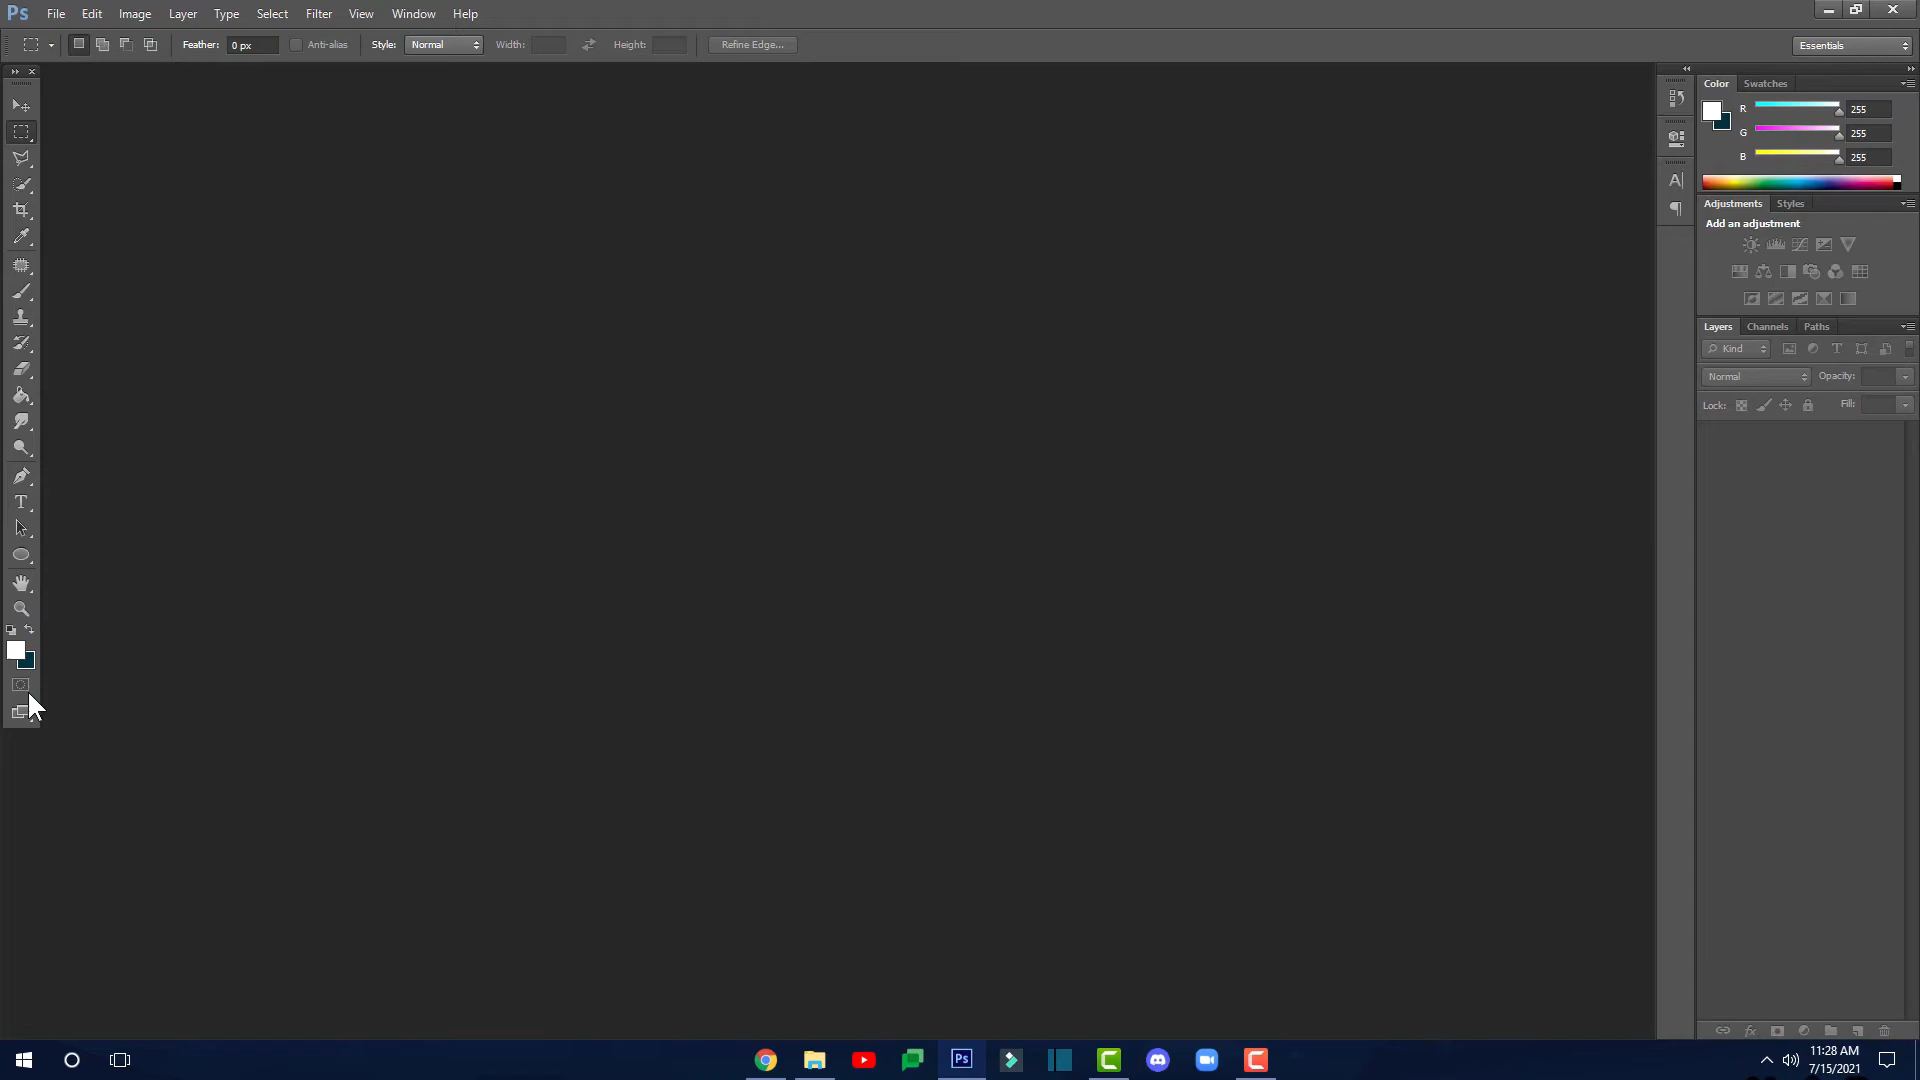 Ps File Edit Image Layer Type Select Filter View Window Help
Feather: 0 px Anti-alias Style: Normal Width: Height: Refine Edge... Essentials
Color Swatches
R 255
G 255
B 255
Adjustments Styles
Add an adjustment
Layers Channels Paths
Kind
Normal Opacity:
Lock: Fill:
11:28 AM
7/15/2021